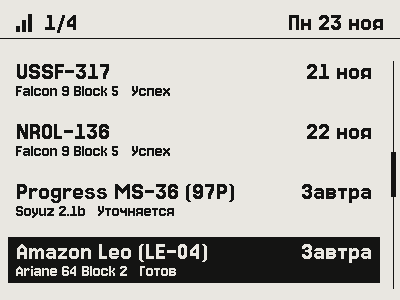 1/4 Пн 23 ноя
USSF-317 21 ноя
Falcon 9 Block 5 Успех
NROL-136 22 ноя
Falcon 9 Block 5 Успех
Progress MS-36 (97P) Завтра
Soyuz 2.1b Уточняется
Amazon Leo (LE-04) Завтра
Ariane 64 Block 2 Готов